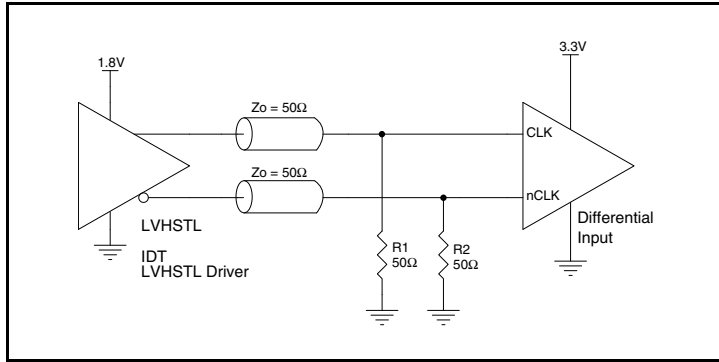 1.8V
3.3V
Zo = 50Ω
CLK
Zo = 50Ω
nCLK
LVHSTL
IDT
LVHSTL Driver
R1
50Ω
R2
50Ω
Differential
Input